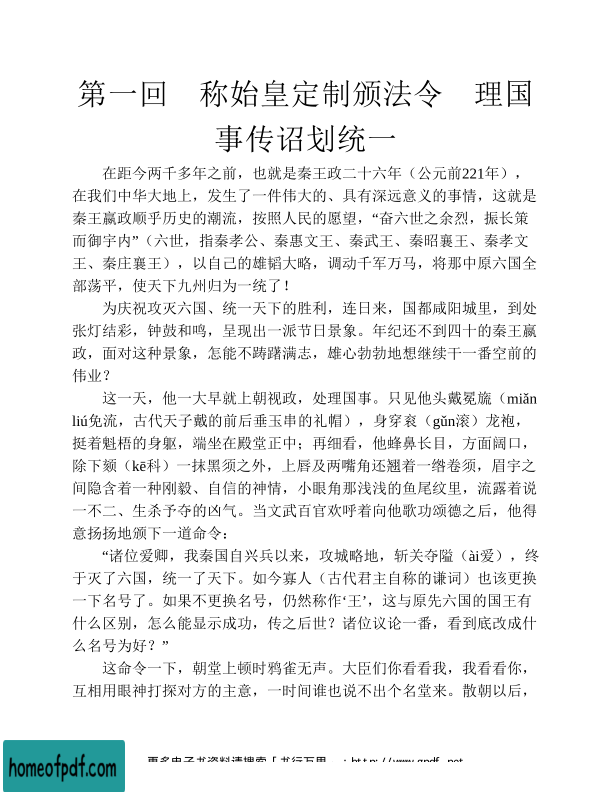 第一回　称始皇定制颁法令　理国
事传诏划统一
在距今两千多年之前，也就是秦王政二十六年（公元前221年），
在我们中华大地上，发生了一件伟大的、具有深远意义的事情，这就是
秦王嬴政顺乎历史的潮流，按照人民的愿望，“奋六世之余烈，振长策
而御宇内”（六世，指秦孝公、秦惠文王、秦武王、秦昭襄王、秦孝文
王、秦庄襄王），以自己的雄韬大略，调动千军万马，将那中原六国全
部荡平，使天下九州归为一统了！
为庆祝攻灭六国、统一天下的胜利，连日来，国都咸阳城里，到处
张灯结彩，钟鼓和鸣，呈现出一派节日景象。年纪还不到四十的秦王嬴
政，面对这种景象，怎能不踌躇满志，雄心勃勃地想继续干一番空前的
伟业？
这一天，他一大早就上朝视政，处理国事。只见他头戴冕旒（miǎn
liú免流，古代天子戴的前后垂玉串的礼帽），身穿衮（gǔn滚）龙袍，
挺着魁梧的身躯，端坐在殿堂正中；再细看，他蜂鼻长目，方面阔口，
除下颏（kē科）一抹黑须之外，上唇及两嘴角还翘着一绺卷须，眉宇之
间隐含着一种刚毅、自信的神情，小眼角那浅浅的鱼尾纹里，流露着说
一不二、生杀予夺的凶气。当文武百官欢呼着向他歌功颂德之后，他得
意扬扬地颁下一道命令：
“诸位爱卿，我秦国自兴兵以来，攻城略地，斩关夺隘（ài爱），终
于灭了六国，统一了天下。如今寡人（古代君主自称的谦词）也该更换
一下名号了。如果不更换名号，仍然称作‘王’，这与原先六国的国王有
什么区别，怎么能显示成功，传之后世？诸位议论一番，看到底改成什
么名号为好？”
这命令一下，朝堂上顿时鸦雀无声。大臣们你看看我，我看看你，
互相用眼神打探对方的主意，一时间谁也说不出个名堂来。散朝以后，
homeofpdf.com